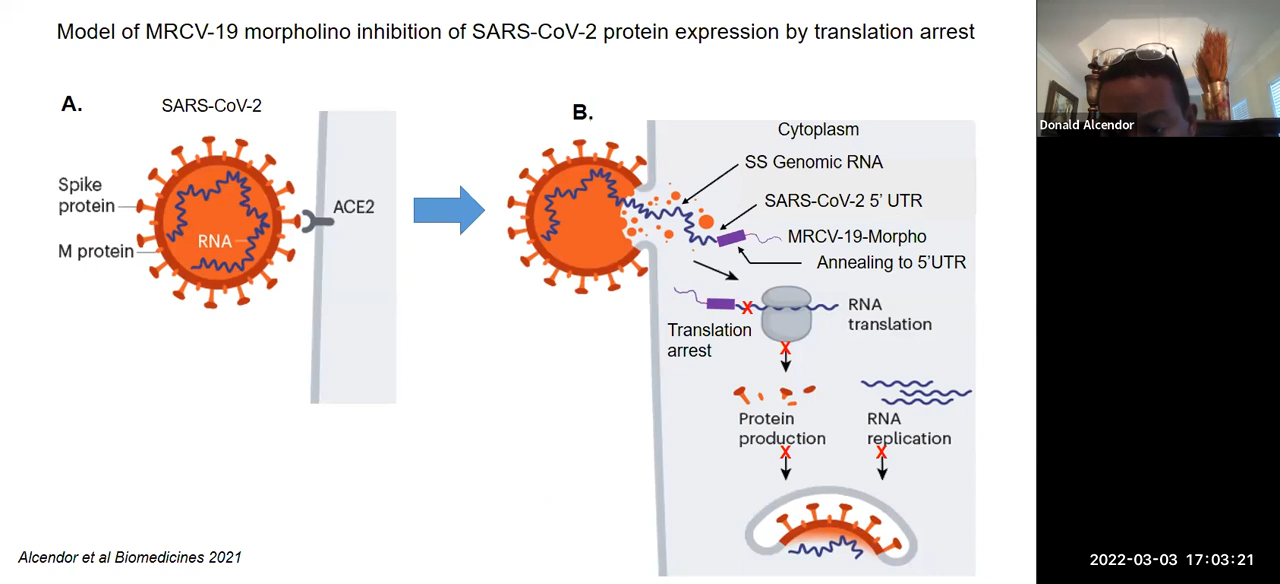 Model of MRCV-19 morpholino inhibition of SARS-CoV-2 protein expression by translation arrest
A.
SARS-CoV-2
Spike
protein
M protein
RNA
ACE2
B.
Cytoplasm
SS Genomic RNA
SARS-CoV-2 5’ UTR
MRCV-19-Morpho
Annealing to 5’UTR
X
RNA
translation
Translation
arrest
X
Protein
production
X
RNA
replication
X
Alcendor et al Biomedicines 2021
Donald Alcendor
2022-03-03 17:03:21